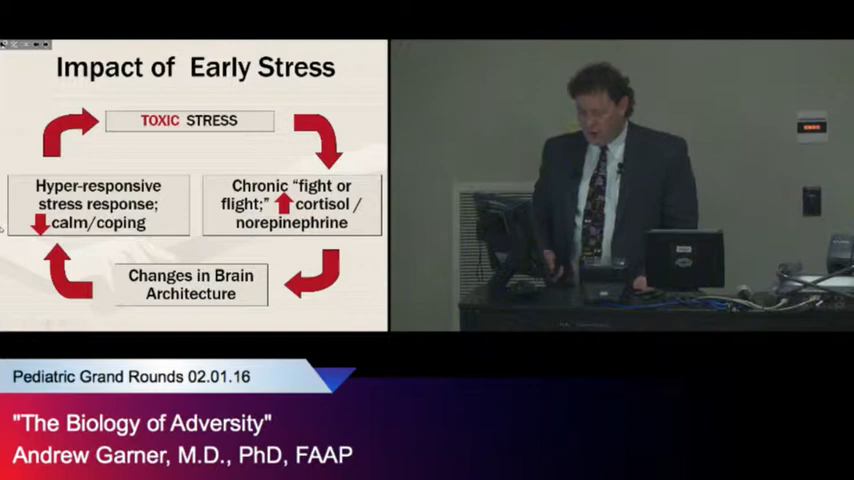 Impact of Early Stress
TOXIC STRESS
Hyper-responsive
stress response;
calm/coping
Chronic "fight or
flight;" cortisol /
norepinephrine
Changes in Brain
Architecture
Pediatric Grand Rounds 02.01.16
"The Biology of Adversity"
Andrew Garner, M.D., PhD, FAAP